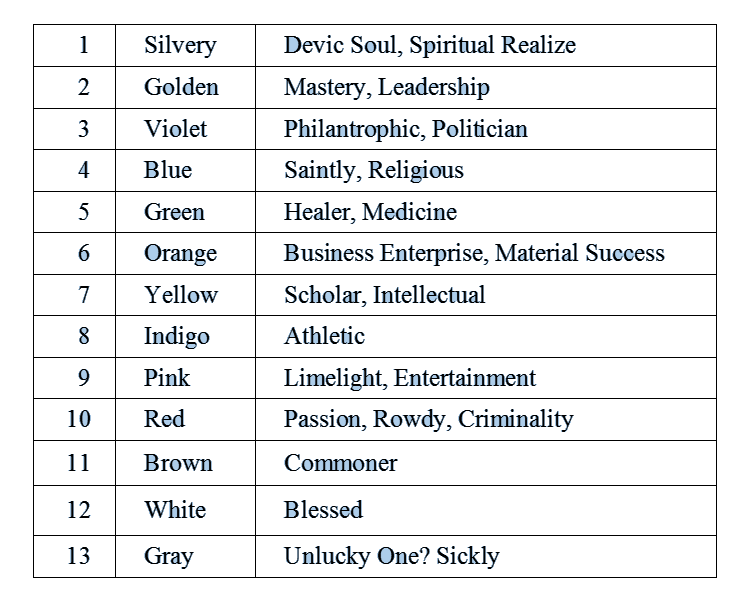 1 Silvery Devic Soul, Spiritual Realize
2 Golden Mastery, Leadership
3 Violet Philantrophic, Politician
4 Blue Saintly, Religious
5 Green Healer, Medicine
6 Orange Business Enterprise, Material Success
7 Yellow Scholar, Intellectual
8 Indigo Athletic
9 Pink Limelight, Entertainment
10 Red Passion, Rowdy, Criminality
11 Brown Commoner
12 White Blessed
13 Gray Unlucky One? Sickly